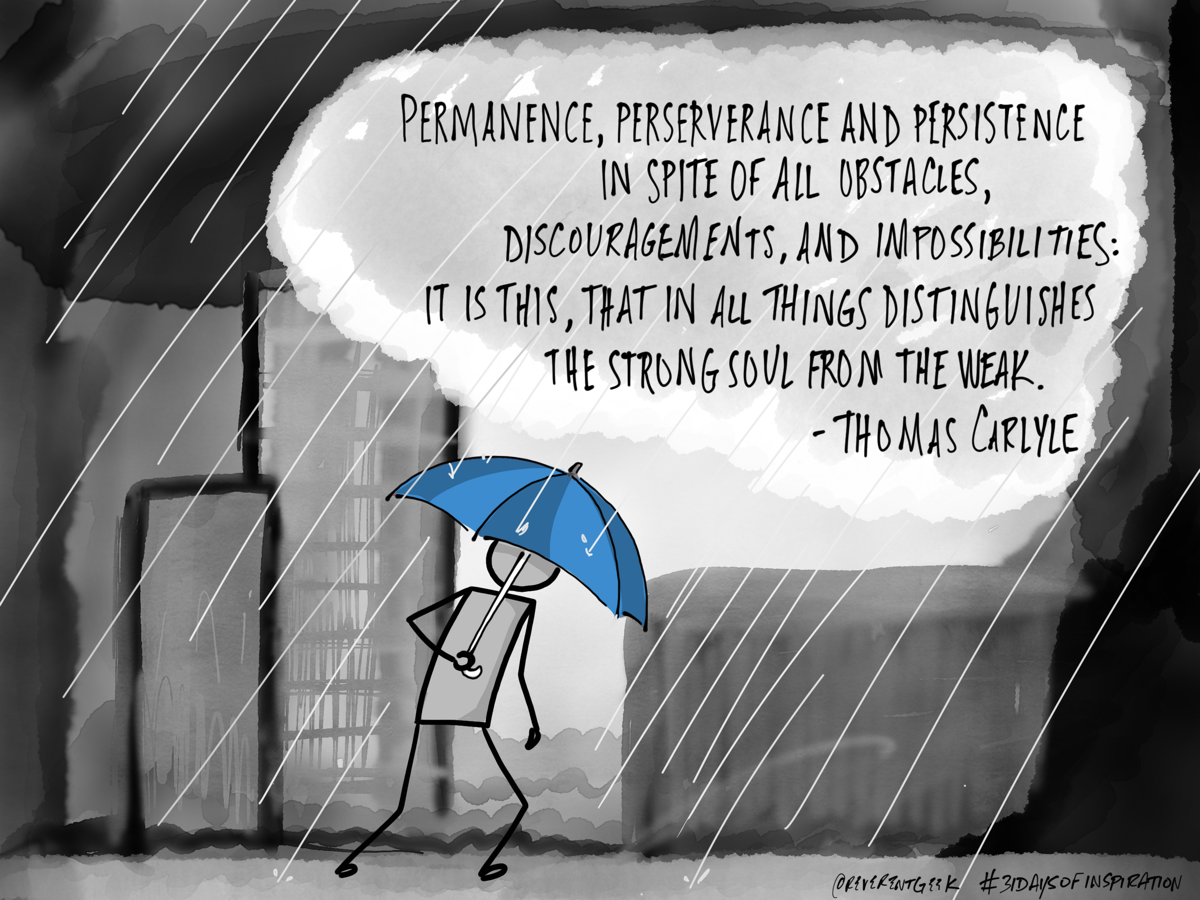 PERMANENCE, PERSERVERANCE AND PERSISTENCE
IN SPITE OF ALL OBSTACLES,
DISCOURAGEMENTS, AND IMPOSSIBILITIES:
IT IS THIS, THAT IN ALL THINGS DISTINGUISHES
THE STRONG SOUL FROM THE WEAK.
- THOMAS CARLYLE
@REVERENTGEEK #31DAYSOFINSPIRATION